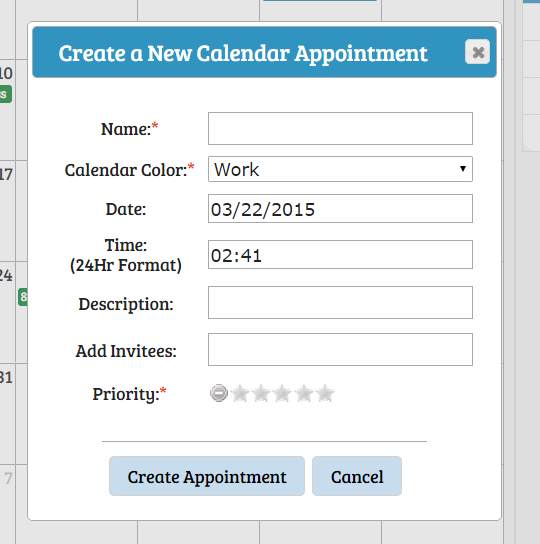 Create a New Calendar Appointment
10
Name:*
17
Calendar Color:* Work
Date: 03/22/2015
Time:
(24Hr Format) 02:41
24
8
Description:
Add Invitees:
31
Priority:*
7
Create Appointment Cancel